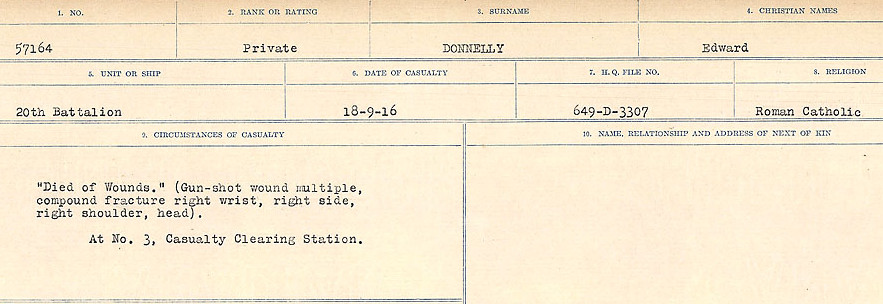 1. NO. 2. RANK OR RATING 3. SURNAME 4. CHRISTIAN NAMES
57164 Private DONNELLY Edward
5. UNIT OR SHIP 6. DATE OF CASUALTY 7. H.Q. FILE NO. 8. RELIGION
20th Battalion 18-9-16 649-D-3307 Roman Catholic
9. CIRCUMSTANCES OF CASUALTY 10. NAME, RELATIONSHIP AND ADDRESS OF NEXT OF KIN
"Died of Wounds." (Gun-shot wound multiple,
compound fracture right wrist, right side,
right shoulder, head).
At No. 3, Casualty Clearing Station.